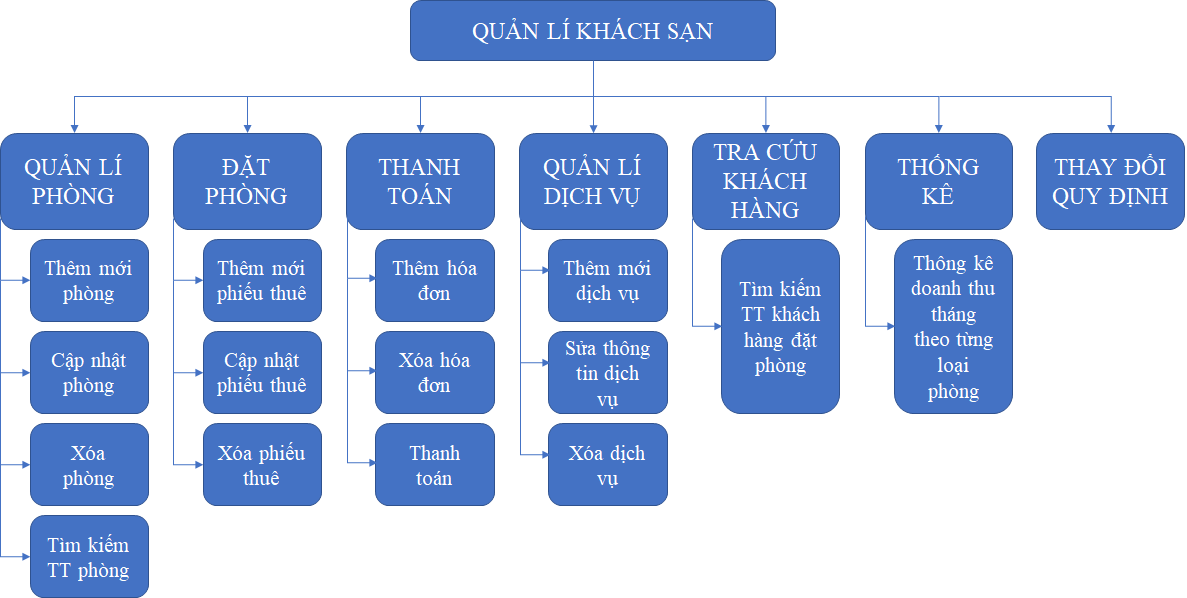 QUẢN LÍ KHÁCH SẠN
QUẢN LÍ
PHÒNG
Thêm mới
phòng
Cập nhật
phòng
Xóa
phòng
Tìm kiếm
TT phòng
ĐẶT
PHÒNG
Thêm mới
phiếu thuê
Cập nhật
phiếu thuê
Xóa phiếu
thuê
THANH
TOÁN
Thêm hóa
đơn
Xóa hóa
đơn
Thanh
toán
QUẢN LÍ
DỊCH VỤ
Thêm mới
dịch vụ
Sửa thông
tin dịch
vụ
Xóa dịch
vụ
TRA CỨU
KHÁCH
HÀNG
Tìm kiếm
TT khách
hàng đặt
phòng
THỐNG
KÊ
Thông kê
doanh thu
tháng
theo từng
loại
phòng
THAY ĐỔI
QUY ĐỊNH